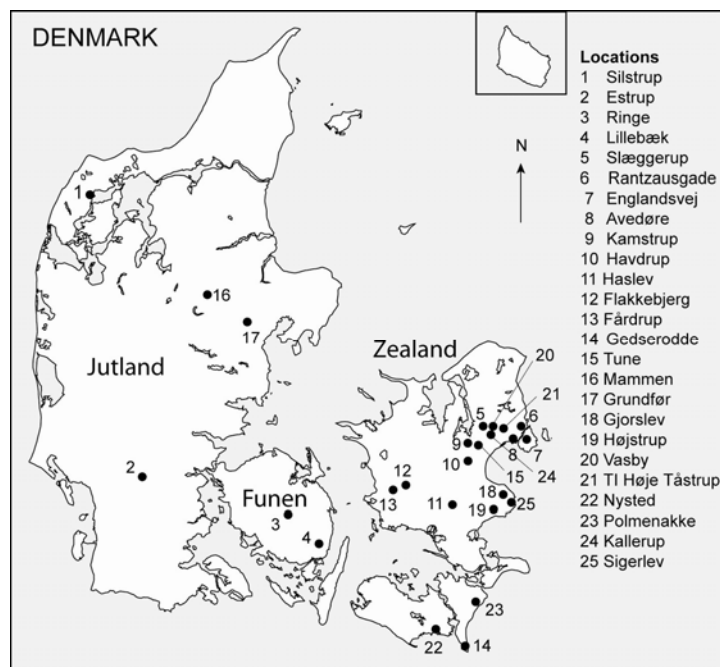 DENMARK
N
Locations
1 Silstrup
2 Estrup
3 Ringe
4 Lillebæk
5 Slæggerup
6 Rantzausgade
7 Englandsvej
8 Avedøre
9 Kamstrup
10 Havdrup
11 Haslev
12 Flakkebjerg
13 Fårdrup
14 Gedserodde
15 Tune
16 Mammen
17 Grundfør
18 Gjorslev
19 Højstrup
20 Vasby
21 TI Høje Tåstrup
22 Nysted
23 Polmenakke
24 Kallerup
25 Sigerlev
1
16
17
Jutland
Zealand
20
21
5
6
9
8
7
10
15
24
2
12
13
Funen
3
11
18
19
25
4
23
22
14